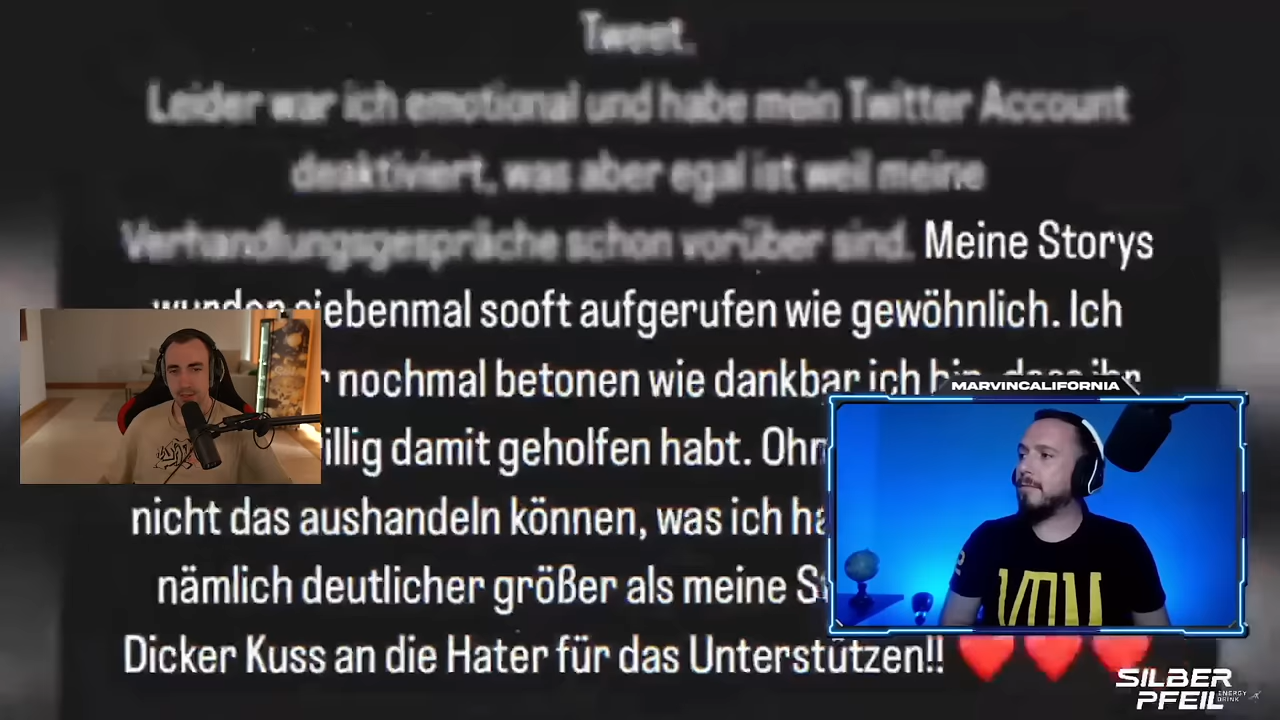 Tweet.
Leider war ich emotional und habe mein Twitter Account
deaktiviert, was aber egal ist weil meine
Verhandlungsgespräche schon vorüber sind. Meine Storys
wurden siebenmal sooft aufgerufen wie gewöhnlich. Ich
nochmal betonen wie dankbar ich bin, dass ihr
damit geholfen habt.
nicht das aushandeln können, was ich
nämlich deutlicher größer als meine
Dicker Kuss an die Hater für das Unterstützen!!
MARVINCALIFORNIA
SILBER
PFEIL
ENERGY
DRINK